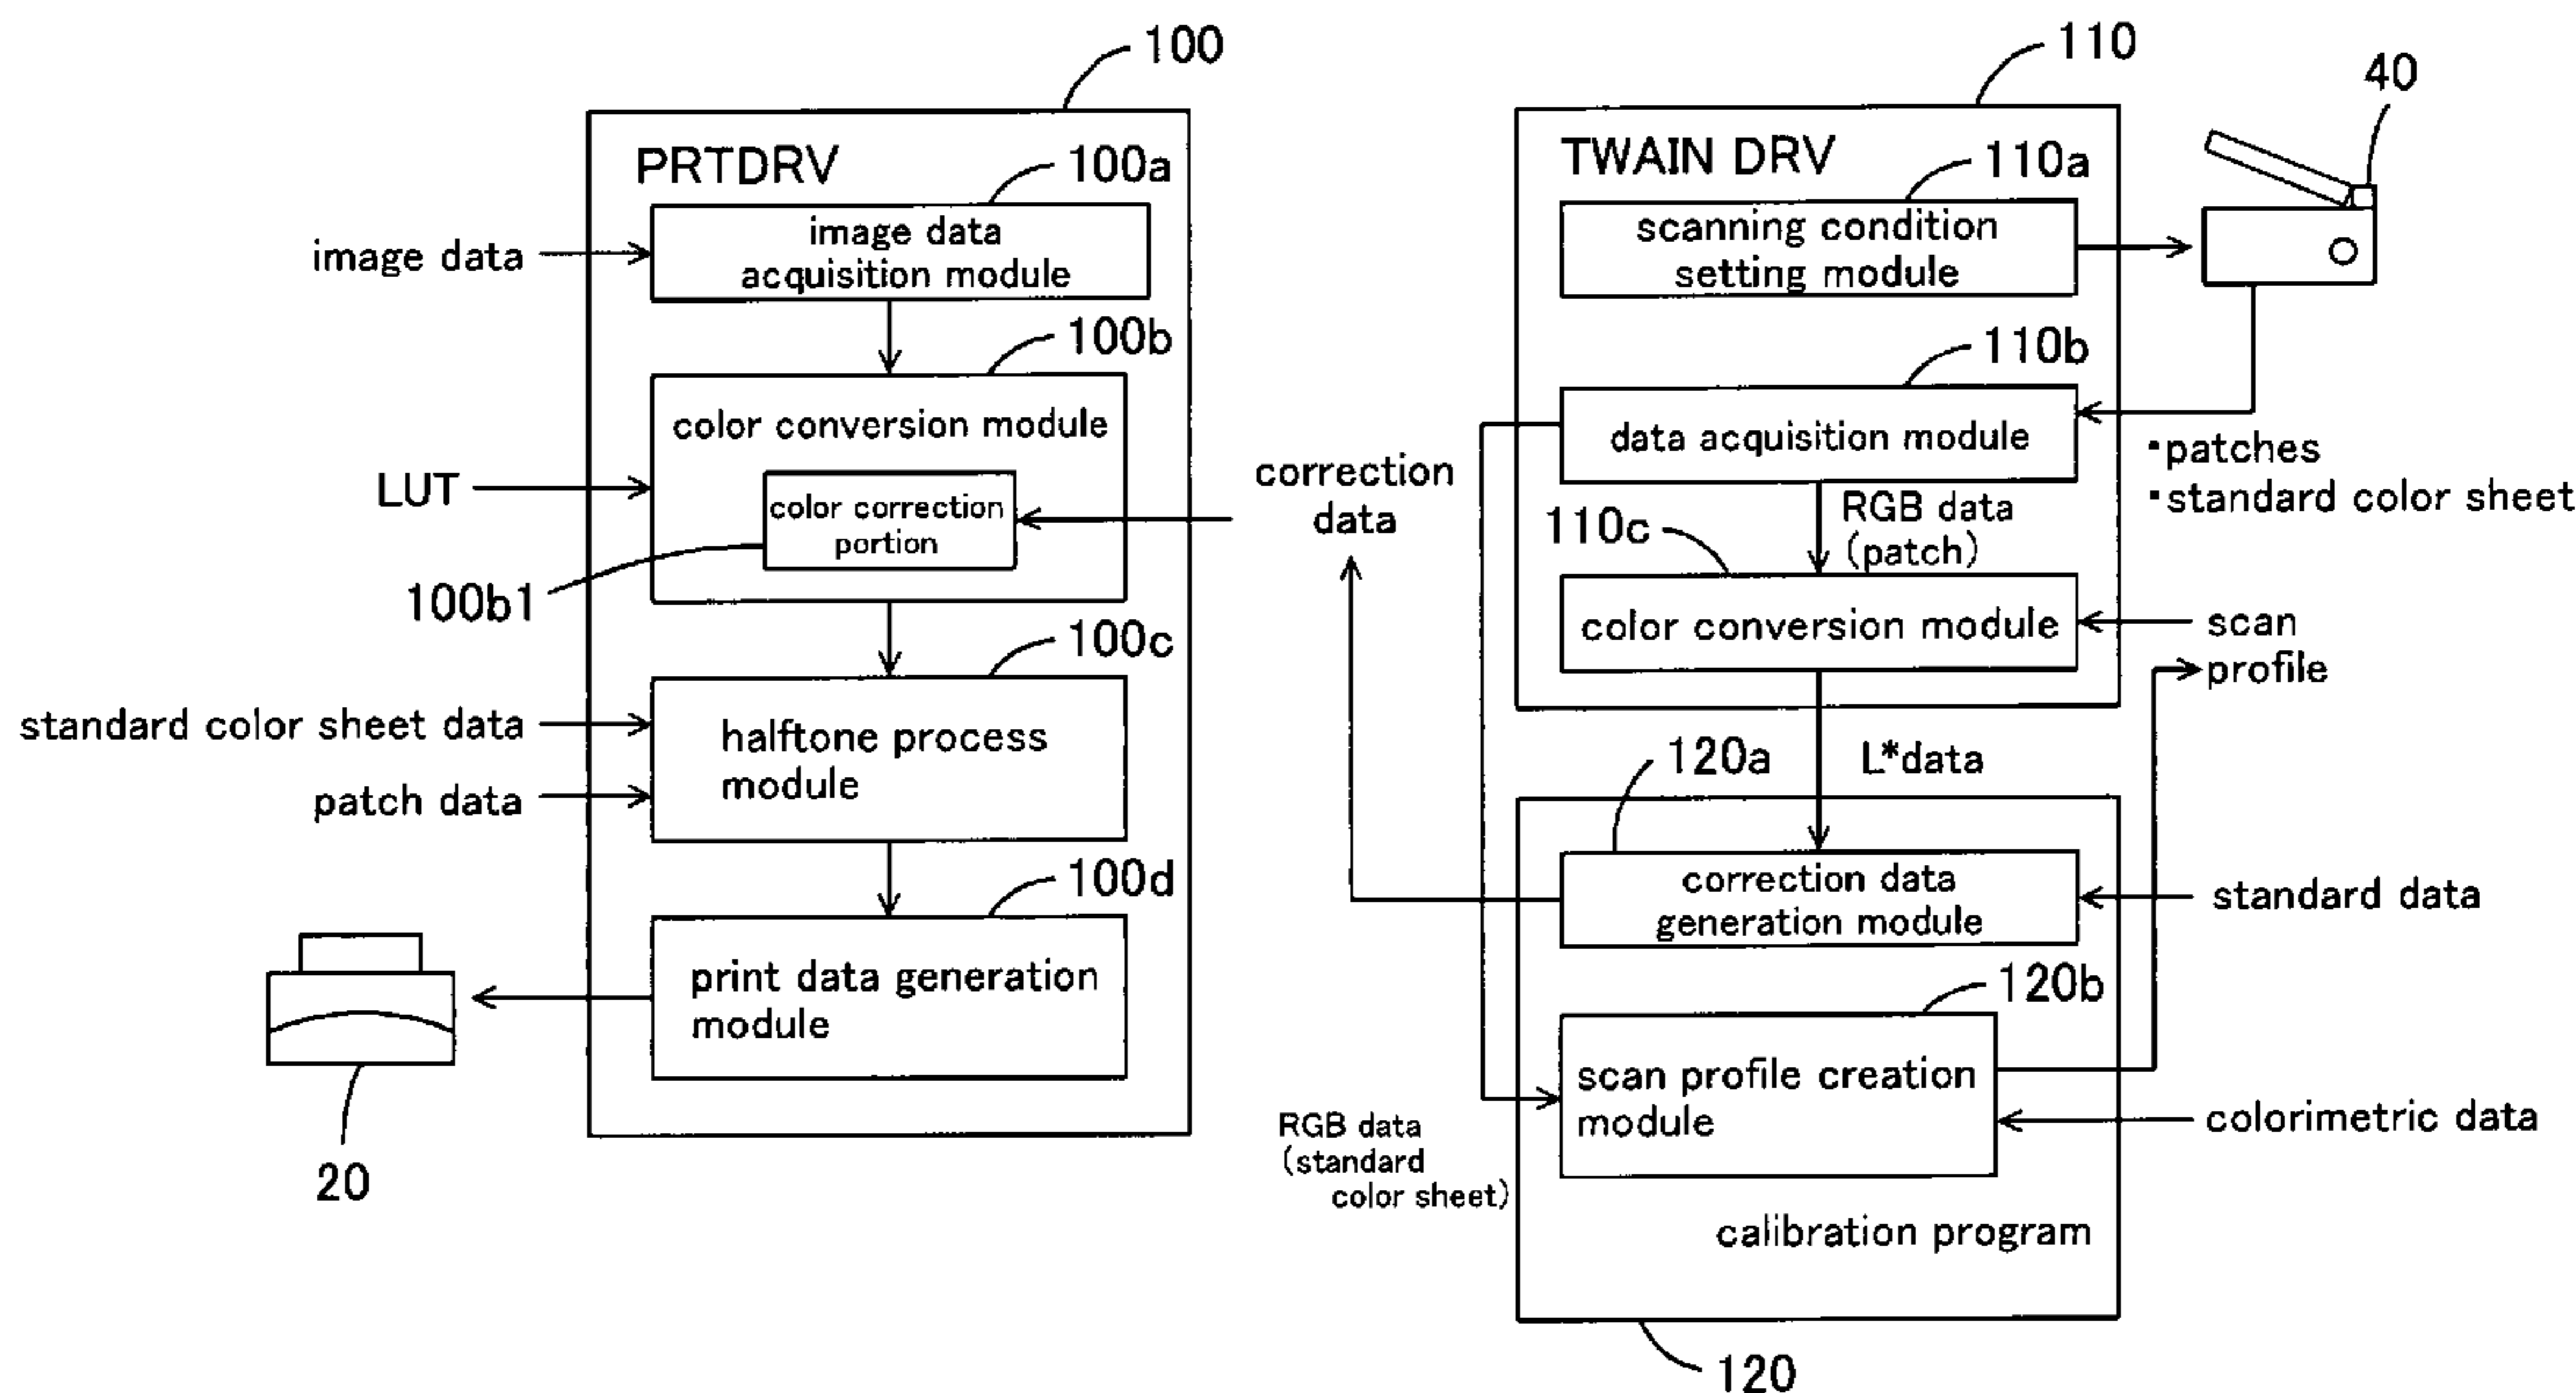 100
PRTDRV
100a
image data
image data
acquisition module
100b
color conversion module
LUT
color correction
portion
100b1
100c
standard color sheet data
halftone process
module
patch data
100d
print data generation
module
20
correction
data
110
40
TWAIN DRV
110a
scanning condition
setting module
110b
data acquisition module
・patches
・standard color sheet
RGB data
(patch)
110c
color conversion module
scan
profile
L*data
120a
correction data
generation module
standard data
120b
scan profile creation
module
colorimetric data
RGB data
(standard
color sheet)
calibration program
120